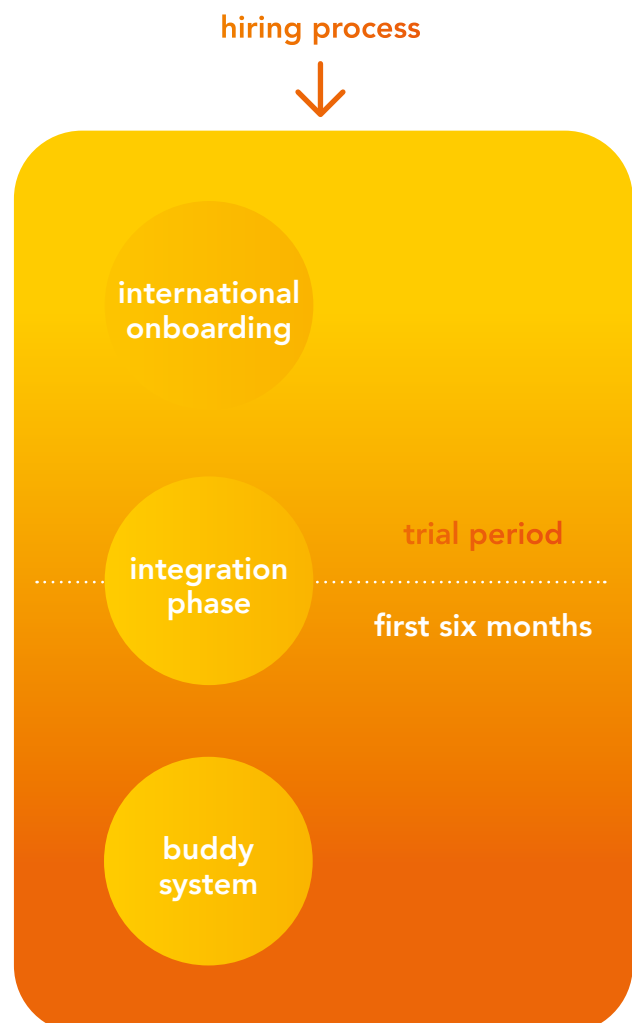 hiring process
international
onboarding
trial period
integration
phase
first six months
buddy
system